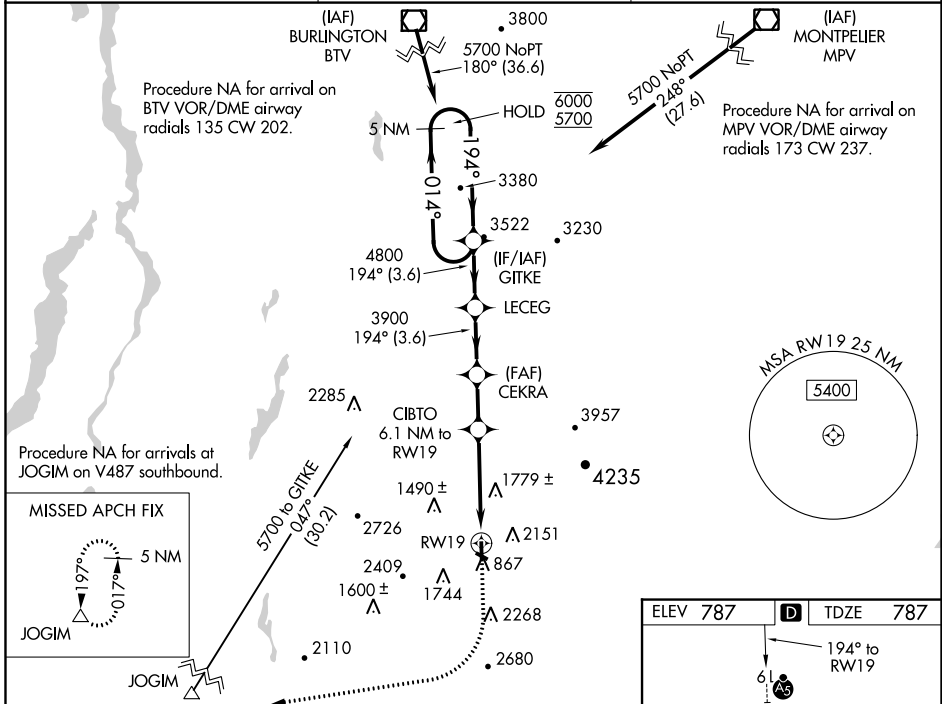 (IAF)
BURLINGTON
BTV
3800
5700 NoPT
180° (36.6)
(IAF)
MONTPELIER
MPV
5700 NoPT
248°
(27.6)
Procedure NA for arrival on
BTV VOR/DME airway
radials 135 CW 202.
HOLD
6000
5700
5 NM
194°
014°
Procedure NA for arrival on
MPV VOR/DME airway
radials 173 CW 237.
3380
3522
3230
(IF/IAF)
GITKE
4800
194° (3.6)
LECEG
3900
194° (3.6)
(FAF)
CEKRA
MSA RW19 25 NM
5400
2285
CIBTO
6.1 NM to
RW19
3957
4235
Procedure NA for arrivals at
JOGIM on V487 southbound.
5700 to GITKE
047°
(30.2)
1490 ±
1779 ±
2726
RW19
2151
867
2409
1744
1600 ±
2268
2110
2680
MISSED APCH FIX
5 NM
197°
017°
JOGIM
JOGIM
ELEV 787
D
TDZE 787
194° to
RW19
19
A5